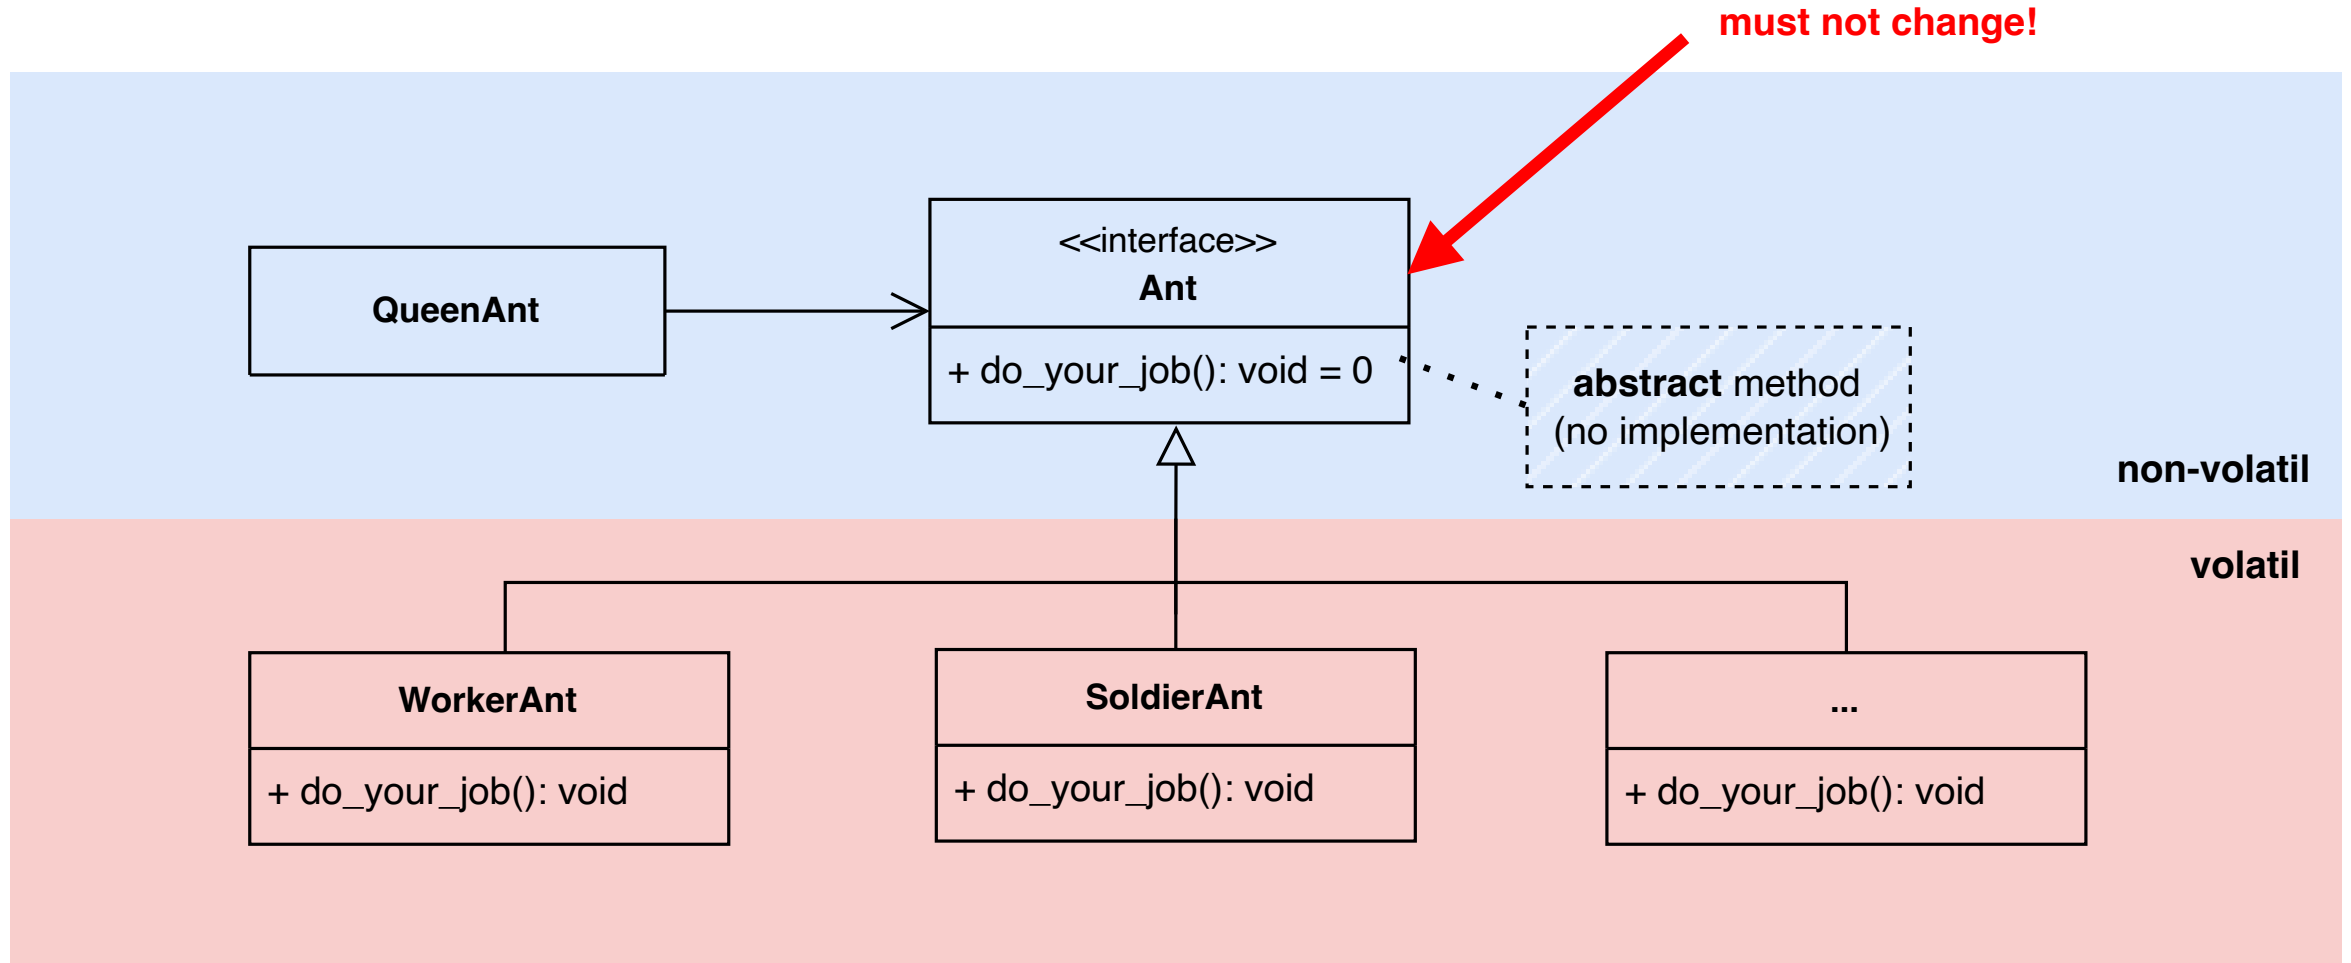 must not change!
<<interface>>
Ant
QueenAnt
+ do_your_job(): void = 0
abstract method
(no implementation)
non-volatil
volatil
WorkerAnt
SoldierAnt
...
+ do_your_job(): void
+ do_your_job(): void
+ do_your_job(): void